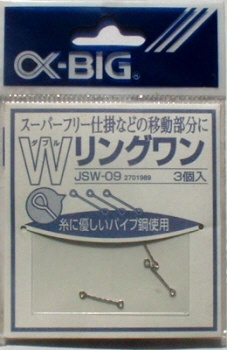 α-BIG
スーパーフリー仕掛などの移動部分に
ダブル
Wリングワン
JSW-09 2701989 3個入
糸に優しいパイプ鋼使用